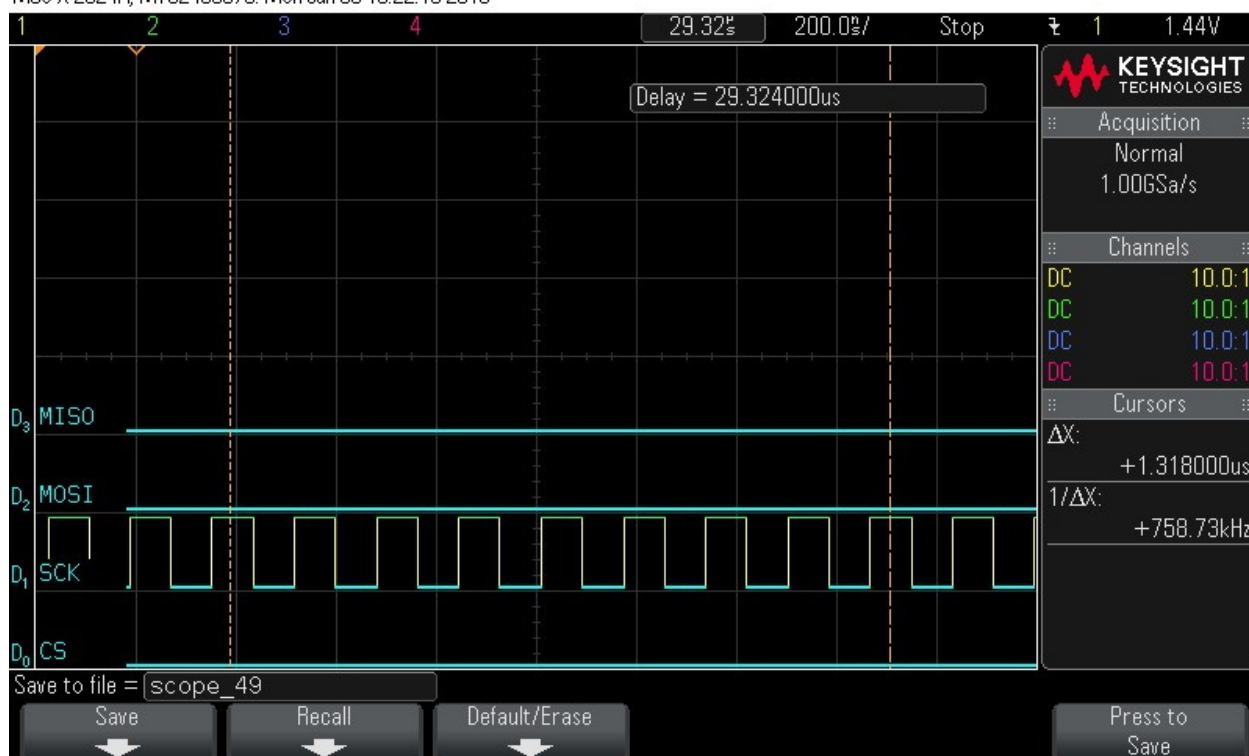 1 2 3 4 29.32µs 200.0ns/ Stop 1 1.44V
Delay = 29.324000us
KEYSIGHT
TECHNOLOGIES
Acquisition
Normal
1.00GSa/s
Channels
DC 10.0:1
DC 10.0:1
DC 10.0:1
DC 10.0:1
Cursors
ΔX:
+1.318000us
1/ΔX:
+758.73kHz
D3 MISO
D2 MOSI
D1 SCK
D0 CS
Save to file = scope_49
Save Recall Default/Erase Press to
Save